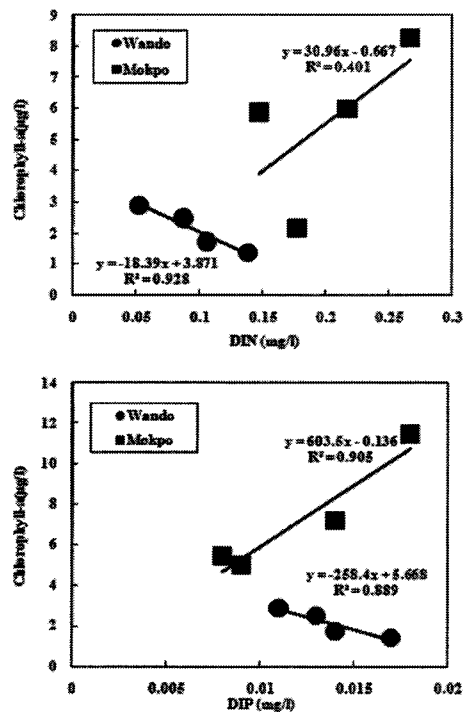 9
8
7
6
5
4
3
2
1
0
Chlorophyll-a(µg/l)
Wando
Mokpo
y = 30.96x - 0.667
R² = 0.401
y = -18.39x + 3.871
R² = 0.928
0 0.05 0.1 0.15 0.2 0.25 0.3
DIN (mg/l)
14
12
10
8
6
4
2
0
Chlorophyll-a(µg/l)
Wando
Mokpo
y = 603.5x - 0.136
R² = 0.905
y = -258.4x + 5.668
R² = 0.889
0 0.005 0.01 0.015 0.02
DIP (mg/l)